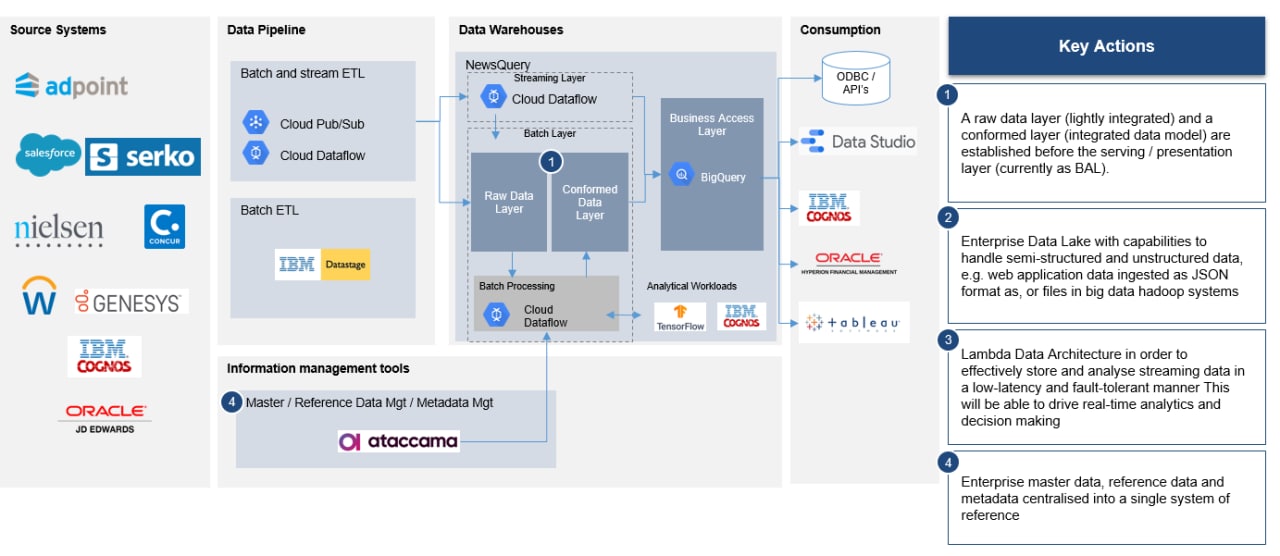 Source Systems
adpoint
salesforce
serko
nielsen
C.
CONCUR
W
GENESYS
IBM
COGNOS
ORACLE
JD EDWARDS
Data Pipeline
Batch and stream ETL
Cloud Pub/Sub
Cloud Dataflow
Batch ETL
IBM Datastage
Data Warehouses
NewsQuery
Streaming Layer
Cloud Dataflow
Batch Layer
1
Raw Data
Layer
Conformed
Data
Layer
Batch Processing
Cloud
Dataflow
Business Access
Layer
BigQuery
Analytical Workloads
TensorFlow
IBM
COGNOS
Information management tools
4
Master / Reference Data Mgt / Metadata Mgt
ataccama
Consumption
ODBC /
API's
Data Studio
IBM
COGNOS
ORACLE
HYPERION FINANCIAL MANAGEMENT
+ableau
SOFTWARE
Key Actions
1
A raw data layer (lightly integrated) and a
conformed layer (integrated data model) are
established before the serving / presentation
layer (currently as BAL).
2
Enterprise Data Lake with capabilities to
handle semi-structured and unstructured data,
e.g. web application data ingested as JSON
format as, or files in big data hadoop systems
3
Lambda Data Architecture in order to
effectively store and analyse streaming data in
a low-latency and fault-tolerant manner This
will be able to drive real-time analytics and
decision making
4
Enterprise master data, reference data and
metadata centralised into a single system of
reference